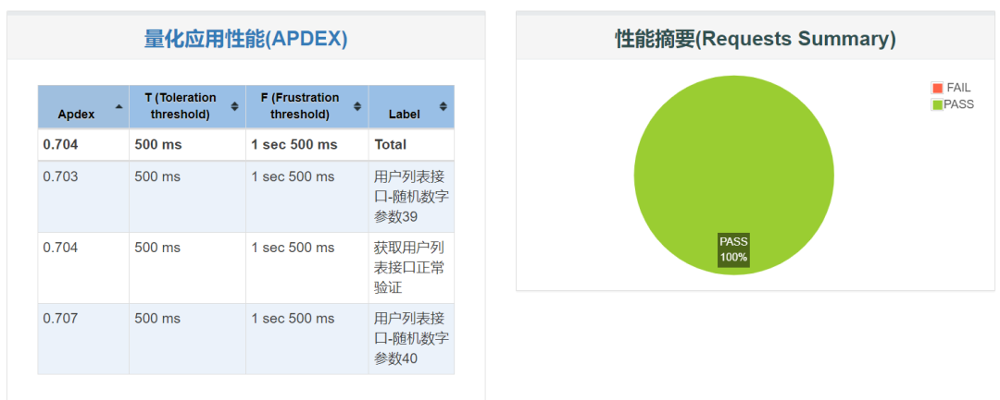 量化应用性能(APDEX)
Apdex
T (Toleration
threshold)
F (Frustration
threshold)
Label
0.704
500 ms
1 sec 500 ms
Total
0.703
500 ms
1 sec 500 ms
用户列表接
口-随机数字
参数39
0.704
500 ms
1 sec 500 ms
获取用户列
表接口正常
验证
0.707
500 ms
1 sec 500 ms
用户列表接
口-随机数字
参数40
性能摘要(Requests Summary)
FAIL
PASS
PASS
100%